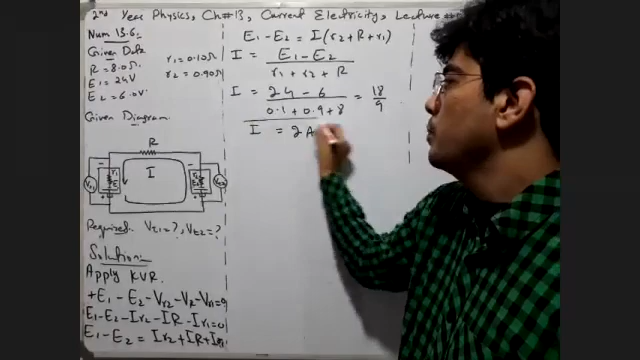 2nd Year Physics, Ch#13, Current Electricity, Lecture #
Num 13.6.
Given Data
R = 8.0Ω
E1 = 24V
E2 = 6.0V
r1 = 0.10Ω
r2 = 0.90Ω
Given Diagram.
R
I
Required: Vt1 = ?, Vt2 = ?
Solution:
Apply KVR.
+E1 - E2 - Vr2 - VR - Vr1 = 0
E1 - E2 - Ir2 - IR - Ir1 = 0
E1 - E2 = Ir2 + IR + Ir1
E1 - E2 = I(r2 + R + r1)
I = E1 - E2 / r1 + r2 + R
I = 24 - 6 / 0.1 + 0.9 + 8 = 18 / 9
I = 2A